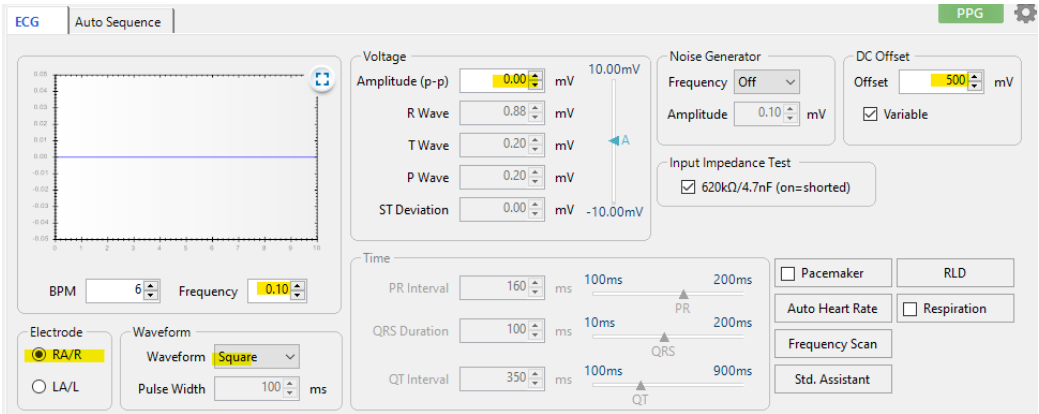 ECG
Auto Sequence
PPG
0.05
0.04
0.03
0.02
0.01
0.00
-0.01
-0.02
-0.03
-0.04
-0.05
0 1 2 3 4 5 6 7 8 9 10
BPM 6 Frequency 0.10
Electrode
RA/R
LA/L
Waveform
Waveform Square
Pulse Width 100 ms
Voltage
Amplitude (p-p) 0.00 mV
R Wave 0.88 mV
T Wave 0.20 mV
P Wave 0.20 mV
ST Deviation 0.00 mV
10.00mV
A
-10.00mV
Noise Generator
Frequency Off
Amplitude 0.10 mV
DC Offset
Offset 500 mV
Variable
Input Impedance Test
620kΩ/4.7nF (on=shorted)
Time
PR Interval 160 ms 100ms 200ms
PR
QRS Duration 100 ms 10ms 200ms
QRS
QT Interval 350 ms 100ms 900ms
QT
Pacemaker
RLD
Auto Heart Rate
Respiration
Frequency Scan
Std. Assistant